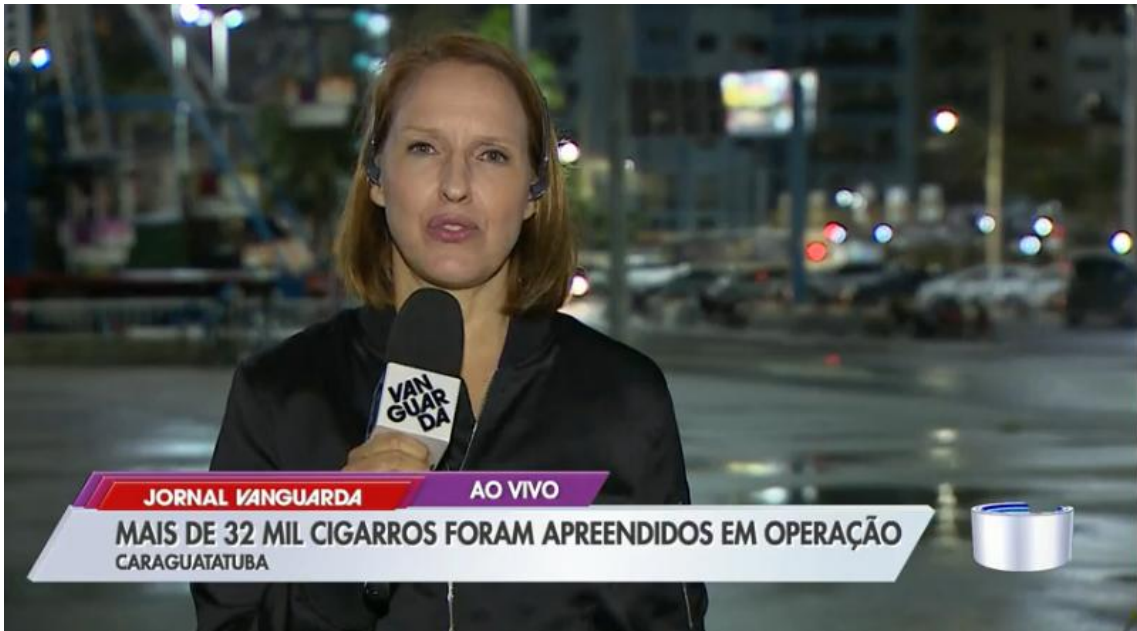 VAN
GUAR
DA
JORNAL VANGUARDA
AO VIVO
MAIS DE 32 MIL CIGARROS FORAM APREENDIDOS EM OPERAÇÃO
CARAGUATATUBA